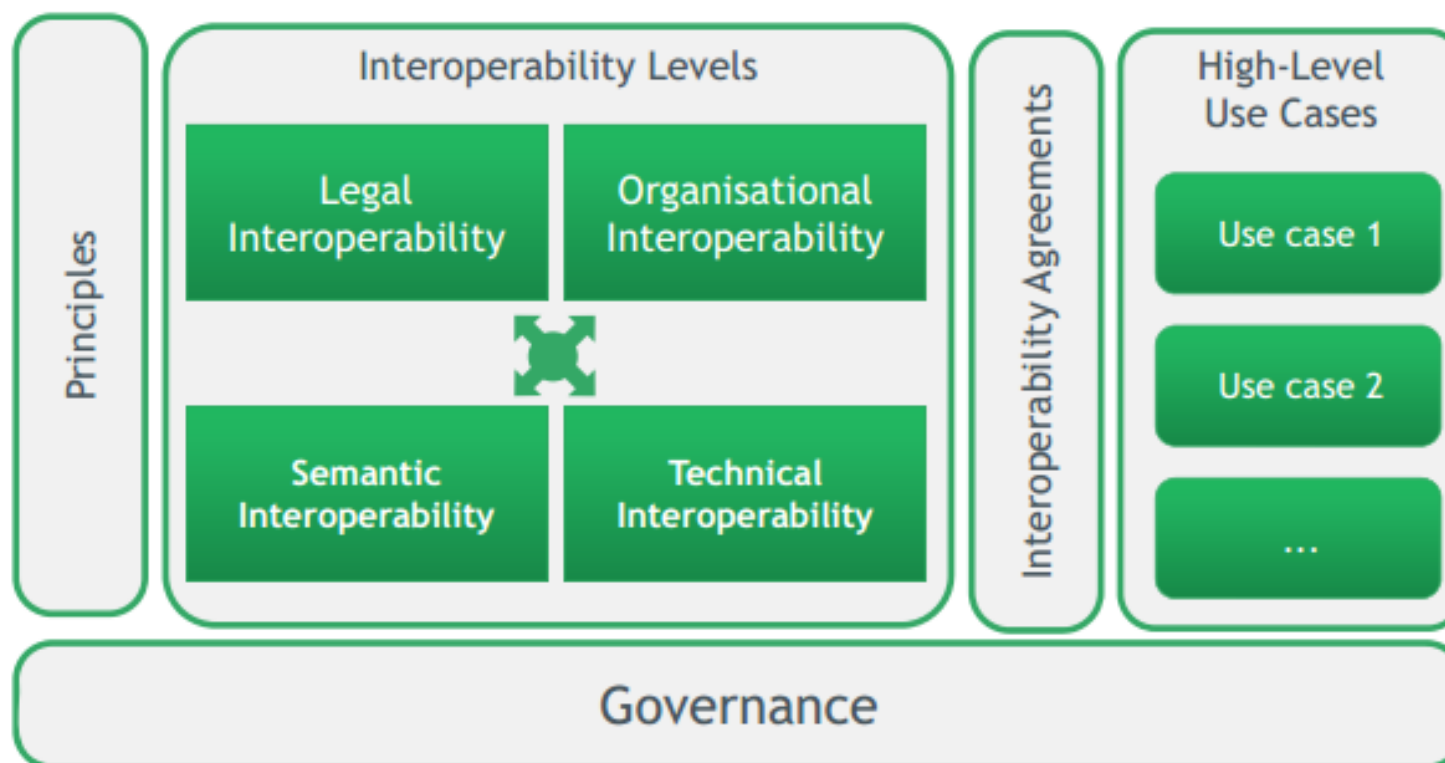 Principles
Interoperability Levels
Legal
Interoperability
Organisational
Interoperability
Semantic
Interoperability
Technical
Interoperability
Interoperability Agreements
High-Level
Use Cases
Use case 1
Use case 2
...
Governance